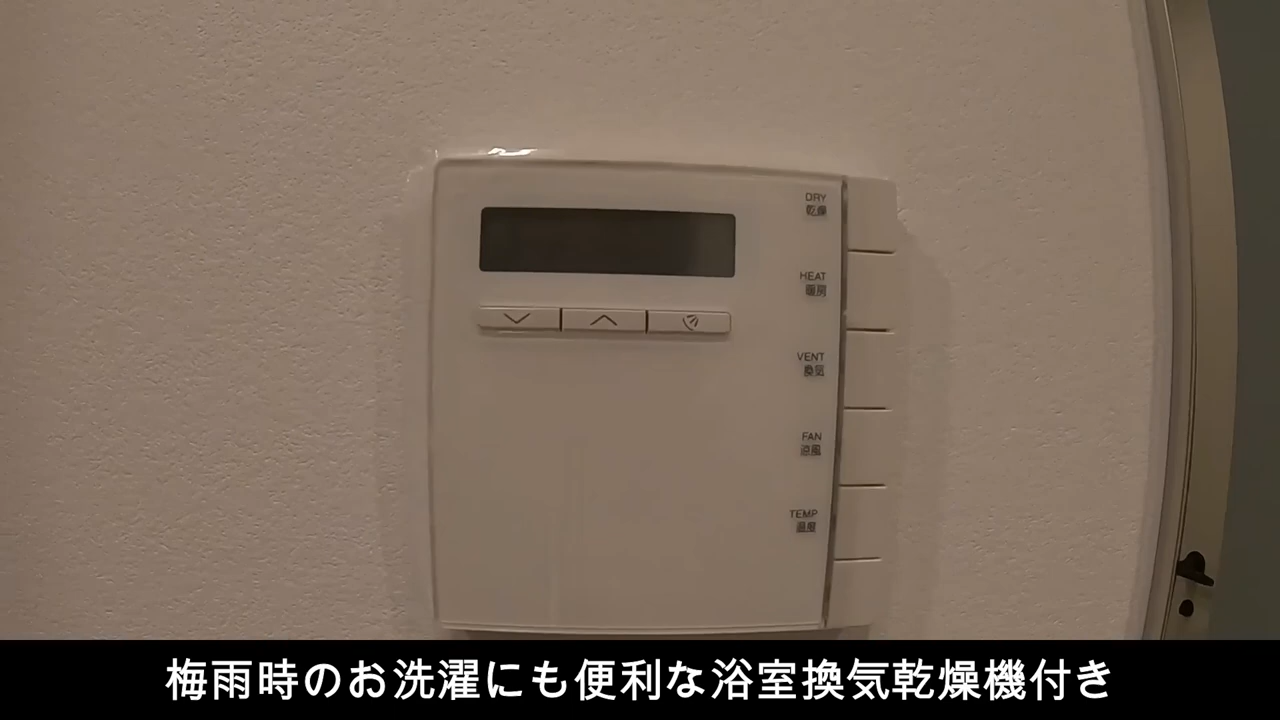 DRY
乾燥
HEAT
暖房
VENT
換気
FAN
涼風
TEMP
温度
梅雨時のお洗濯にも便利な浴室換気乾燥機付き